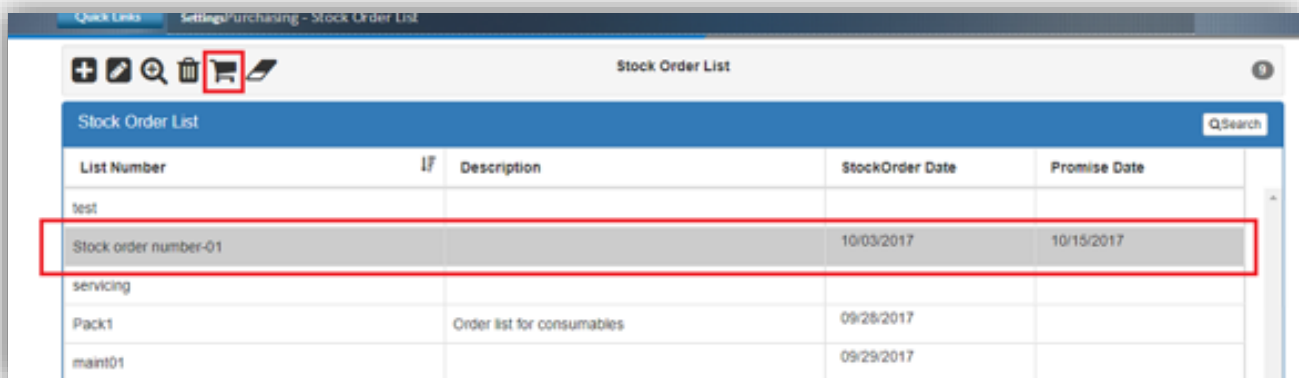 Quick Links SettingsPurchasing - Stock Order List
Stock Order List 9
Stock Order List Search
List Number Description StockOrder Date Promise Date
test
Stock order number-01 10/03/2017 10/15/2017
servicing
Pack1 Order list for consumables 09/28/2017
maint01 09/29/2017